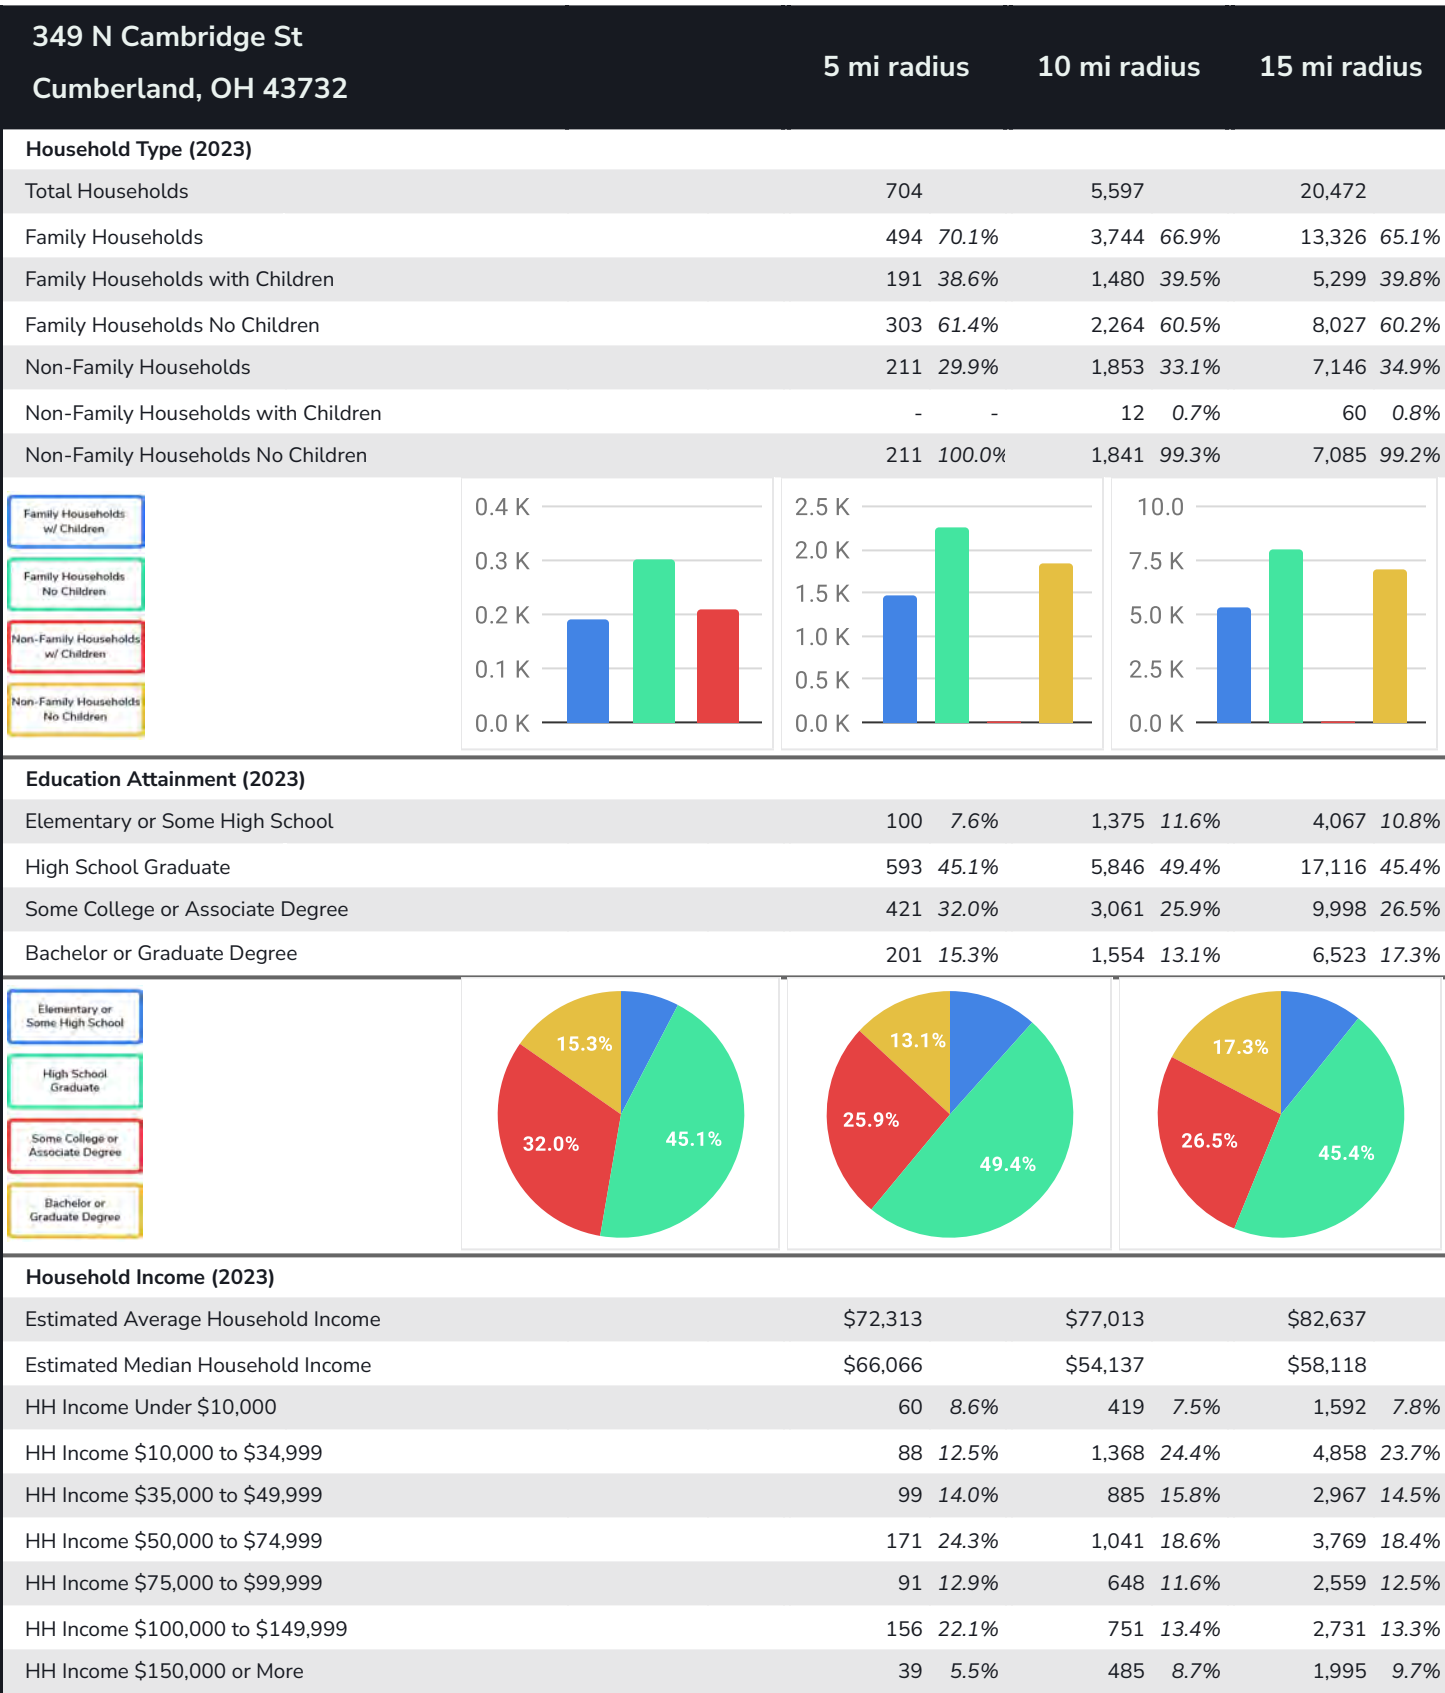 349 N Cambridge St
Cumberland, OH 43732
5 mi radius 10 mi radius 15 mi radius
Household Type (2023)
Total Households 704 5,597 20,472
Family Households 494 70.1% 3,744 66.9% 13,326 65.1%
Family Households with Children 191 38.6% 1,480 39.5% 5,299 39.8%
Family Households No Children 303 61.4% 2,264 60.5% 8,027 60.2%
Non-Family Households 211 29.9% 1,853 33.1% 7,146 34.9%
Non-Family Households with Children - - 12 0.7% 60 0.8%
Non-Family Households No Children 211 100.0% 1,841 99.3% 7,085 99.2%
Family Households
w/ Children
Family Households
No Children
Non-Family Households
w/ Children
Non-Family Households
No Children
0.4 K
0.3 K
0.2 K
0.1 K
0.0 K
2.5 K
2.0 K
1.5 K
1.0 K
0.5 K
0.0 K
10.0
7.5 K
5.0 K
2.5 K
0.0 K
Education Attainment (2023)
Elementary or Some High School 100 7.6% 1,375 11.6% 4,067 10.8%
High School Graduate 593 45.1% 5,846 49.4% 17,116 45.4%
Some College or Associate Degree 421 32.0% 3,061 25.9% 9,998 26.5%
Bachelor or Graduate Degree 201 15.3% 1,554 13.1% 6,523 17.3%
Elementary or
Some High School
High School
Graduate
Some College or
Associate Degree
Bachelor or
Graduate Degree
15.3%
32.0%
45.1%
13.1%
25.9%
49.4%
17.3%
26.5%
45.4%
Household Income (2023)
Estimated Average Household Income $72,313 $77,013 $82,637
Estimated Median Household Income $66,066 $54,137 $58,118
HH Income Under $10,000 60 8.6% 419 7.5% 1,592 7.8%
HH Income $10,000 to $34,999 88 12.5% 1,368 24.4% 4,858 23.7%
HH Income $35,000 to $49,999 99 14.0% 885 15.8% 2,967 14.5%
HH Income $50,000 to $74,999 171 24.3% 1,041 18.6% 3,769 18.4%
HH Income $75,000 to $99,999 91 12.9% 648 11.6% 2,559 12.5%
HH Income $100,000 to $149,999 156 22.1% 751 13.4% 2,731 13.3%
HH Income $150,000 or More 39 5.5% 485 8.7% 1,995 9.7%